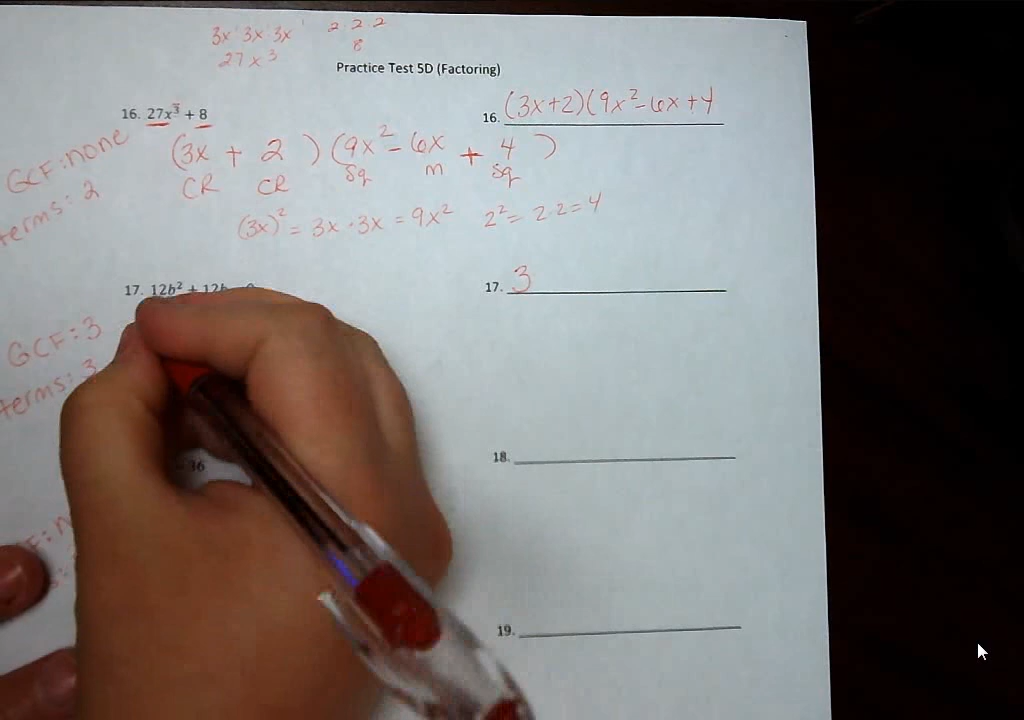 3x · 3x · 3x 2 2 2
27x³ 8
Practice Test 5D (Factoring)
16. 27x³ + 8
16. (3x+2)(9x²-6x+4
GCF: none
terms: 2
(3x + 2 ) (9x² - 6x + 4 )
CR CR Sq m Sq
(3x)² = 3x · 3x = 9x² 2² = 2·2 = 4
17. 12b² + 12b
17. 3
GCF: 3
terms: 3
18.
36
19.